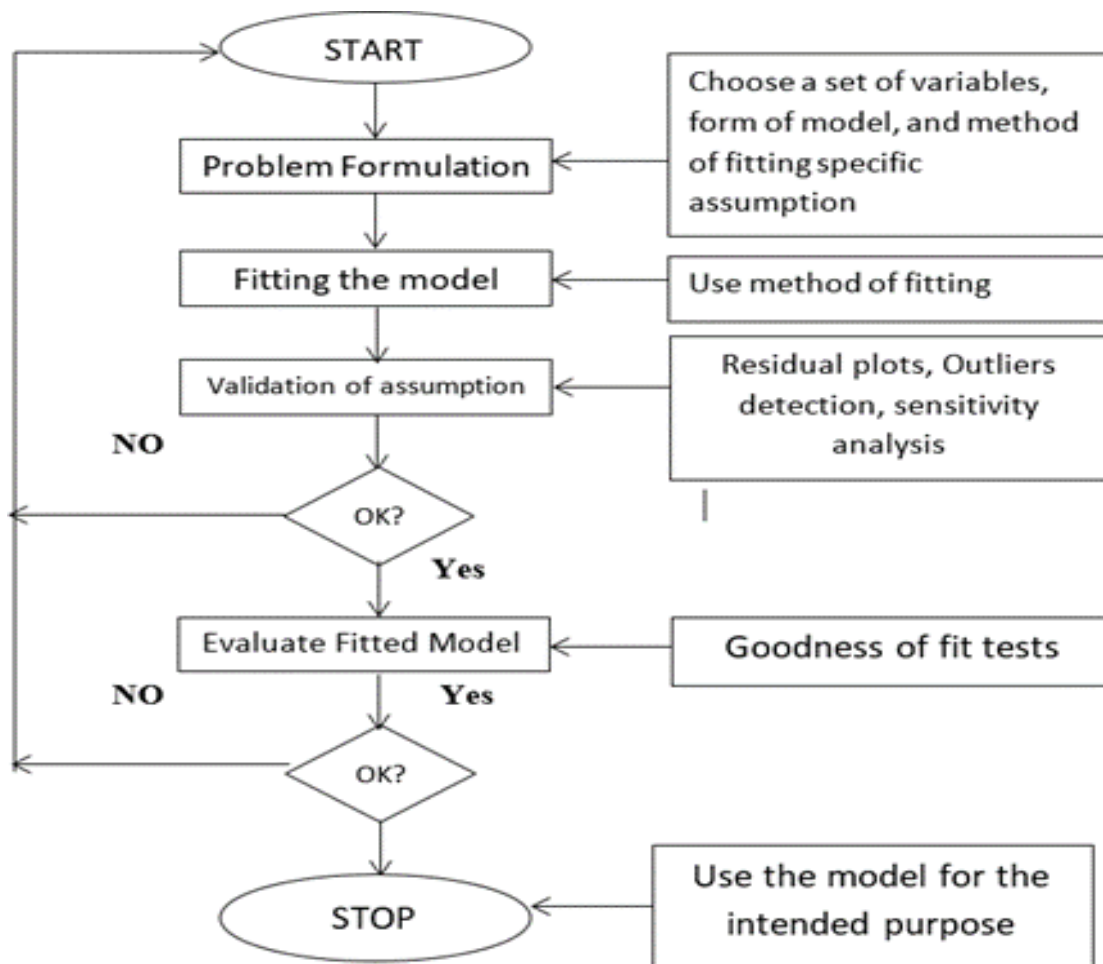 START
Choose a set of variables,
form of model, and method
of fitting specific
assumption
Problem Formulation
Fitting the model
Use method of fitting
Validation of assumption
Residual plots, Outliers
detection, sensitivity
analysis
NO
OK?
Yes
Evaluate Fitted Model
Goodness of fit tests
NO
Yes
OK?
Use the model for the
intended purpose
STOP